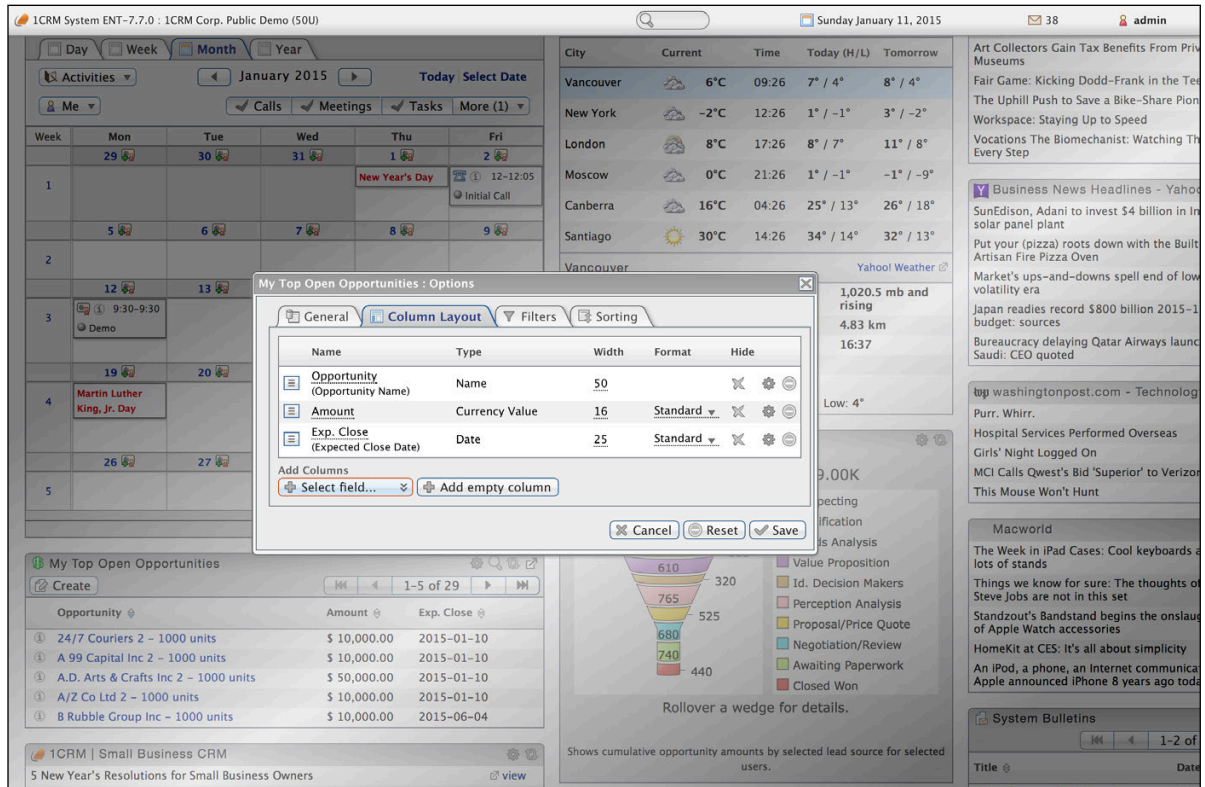 1CRM System ENT-7.7.0 : 1CRM Corp. Public Demo (50U)
Sunday January 11, 2015
38
admin
Day Week Month Year
Activities
January 2015
Today Select Date
Me
Calls Meetings Tasks More (1)
Week Mon Tue Wed Thu Fri
29 30 31 1 2
1
New Year's Day
12-12:05
Initial Call
5 6 7 8 9
2
12 13
3
9:30-9:30
Demo
19 20
4
Martin Luther
King, Jr. Day
26 27
5
City Current Time Today (H/L) Tomorrow
Vancouver 6°C 09:26 7° / 4° 8° / 4°
New York -2°C 12:26 1° / -1° 3° / -2°
London 8°C 17:26 8° / 7° 11° / 8°
Moscow 0°C 21:26 1° / -1° -1° / -9°
Canberra 16°C 04:26 25° / 13° 26° / 18°
Santiago 30°C 14:26 34° / 14° 32° / 13°
Vancouver
Yahoo! Weather
1,020.5 mb and
rising
4.83 km
16:37
Low: 4°
My Top Open Opportunities : Options
General Column Layout Filters Sorting
Name Type Width Format Hide
Opportunity
(Opportunity Name)
Name 50
Amount Currency Value 16 Standard
Exp. Close
(Expected Close Date)
Date 25 Standard
Add Columns
Select field... Add empty column
Cancel Reset Save
My Top Open Opportunities
Create
1-5 of 29
Opportunity Amount Exp. Close
24/7 Couriers 2 - 1000 units $ 10,000.00 2015-01-10
A 99 Capital Inc 2 - 1000 units $ 10,000.00 2015-01-10
A.D. Arts & Crafts Inc 2 - 1000 units $ 50,000.00 2015-01-10
A/Z Co Ltd 2 - 1000 units $ 10,000.00 2015-01-10
B Rubble Group Inc - 1000 units $ 10,000.00 2015-06-04
1CRM | Small Business CRM
5 New Year's Resolutions for Small Business Owners
view
9.00K
pecting
ification
ds Analysis
Value Proposition
Id. Decision Makers
Perception Analysis
Proposal/Price Quote
Negotiation/Review
Awaiting Paperwork
Closed Won
610
320
765
525
680
740
440
Rollover a wedge for details.
Shows cumulative opportunity amounts by selected lead source for selected
users.
Art Collectors Gain Tax Benefits From Priv
Museums
Fair Game: Kicking Dodd-Frank in the Tee
The Uphill Push to Save a Bike-Share Pion
Workspace: Staying Up to Speed
Vocations The Biomechanist: Watching Th
Every Step
Business News Headlines - Yahoo
SunEdison, Adani to invest $4 billion in In
solar panel plant
Put your (pizza) roots down with the Built
Artisan Fire Pizza Oven
Market's ups-and-downs spell end of low
volatility era
Japan readies record $800 billion 2015-1
budget: sources
Bureaucracy delaying Qatar Airways launc
Saudi: CEO quoted
washingtonpost.com - Technolog
Purr. Whirr.
Hospital Services Performed Overseas
Girls' Night Logged On
MCI Calls Qwest's Bid 'Superior' to Verizon
This Mouse Won't Hunt
Macworld
The Week in iPad Cases: Cool keyboards a
lots of stands
Things we know for sure: The thoughts of
Steve Jobs are not in this set
Standzout's Bandstand begins the onslaug
of Apple Watch accessories
HomeKit at CES: It's all about simplicity
An iPod, a phone, an Internet communica
Apple announced iPhone 8 years ago toda
System Bulletins
1-2 of
Title Date